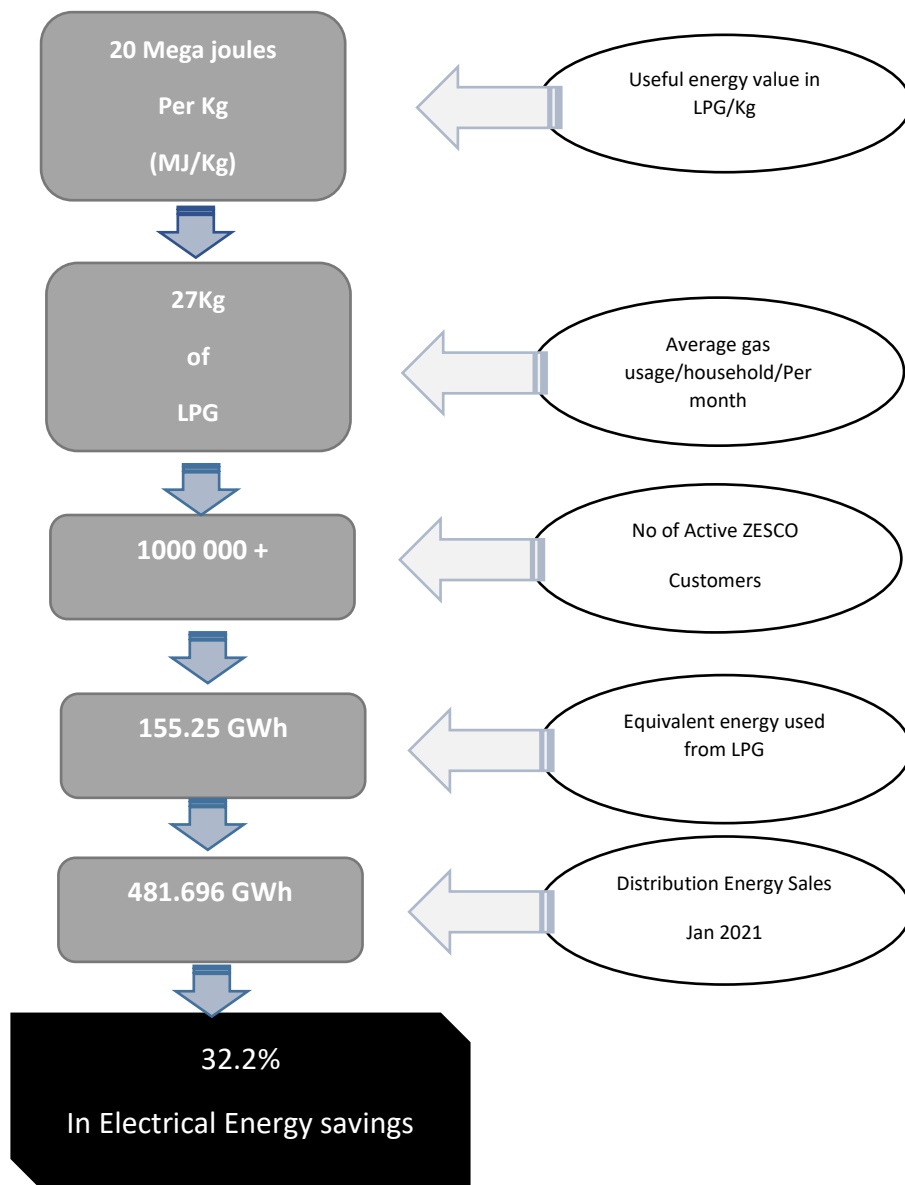 20 Mega joules
Per Kg
(MJ/Kg)
Useful energy value in
LPG/Kg
27Kg
of
LPG
Average gas
usage/household/Per
month
1000 000 +
No of Active ZESCO
Customers
155.25 GWh
Equivalent energy used
from LPG
481.696 GWh
Distribution Energy Sales
Jan 2021
32.2%
In Electrical Energy savings